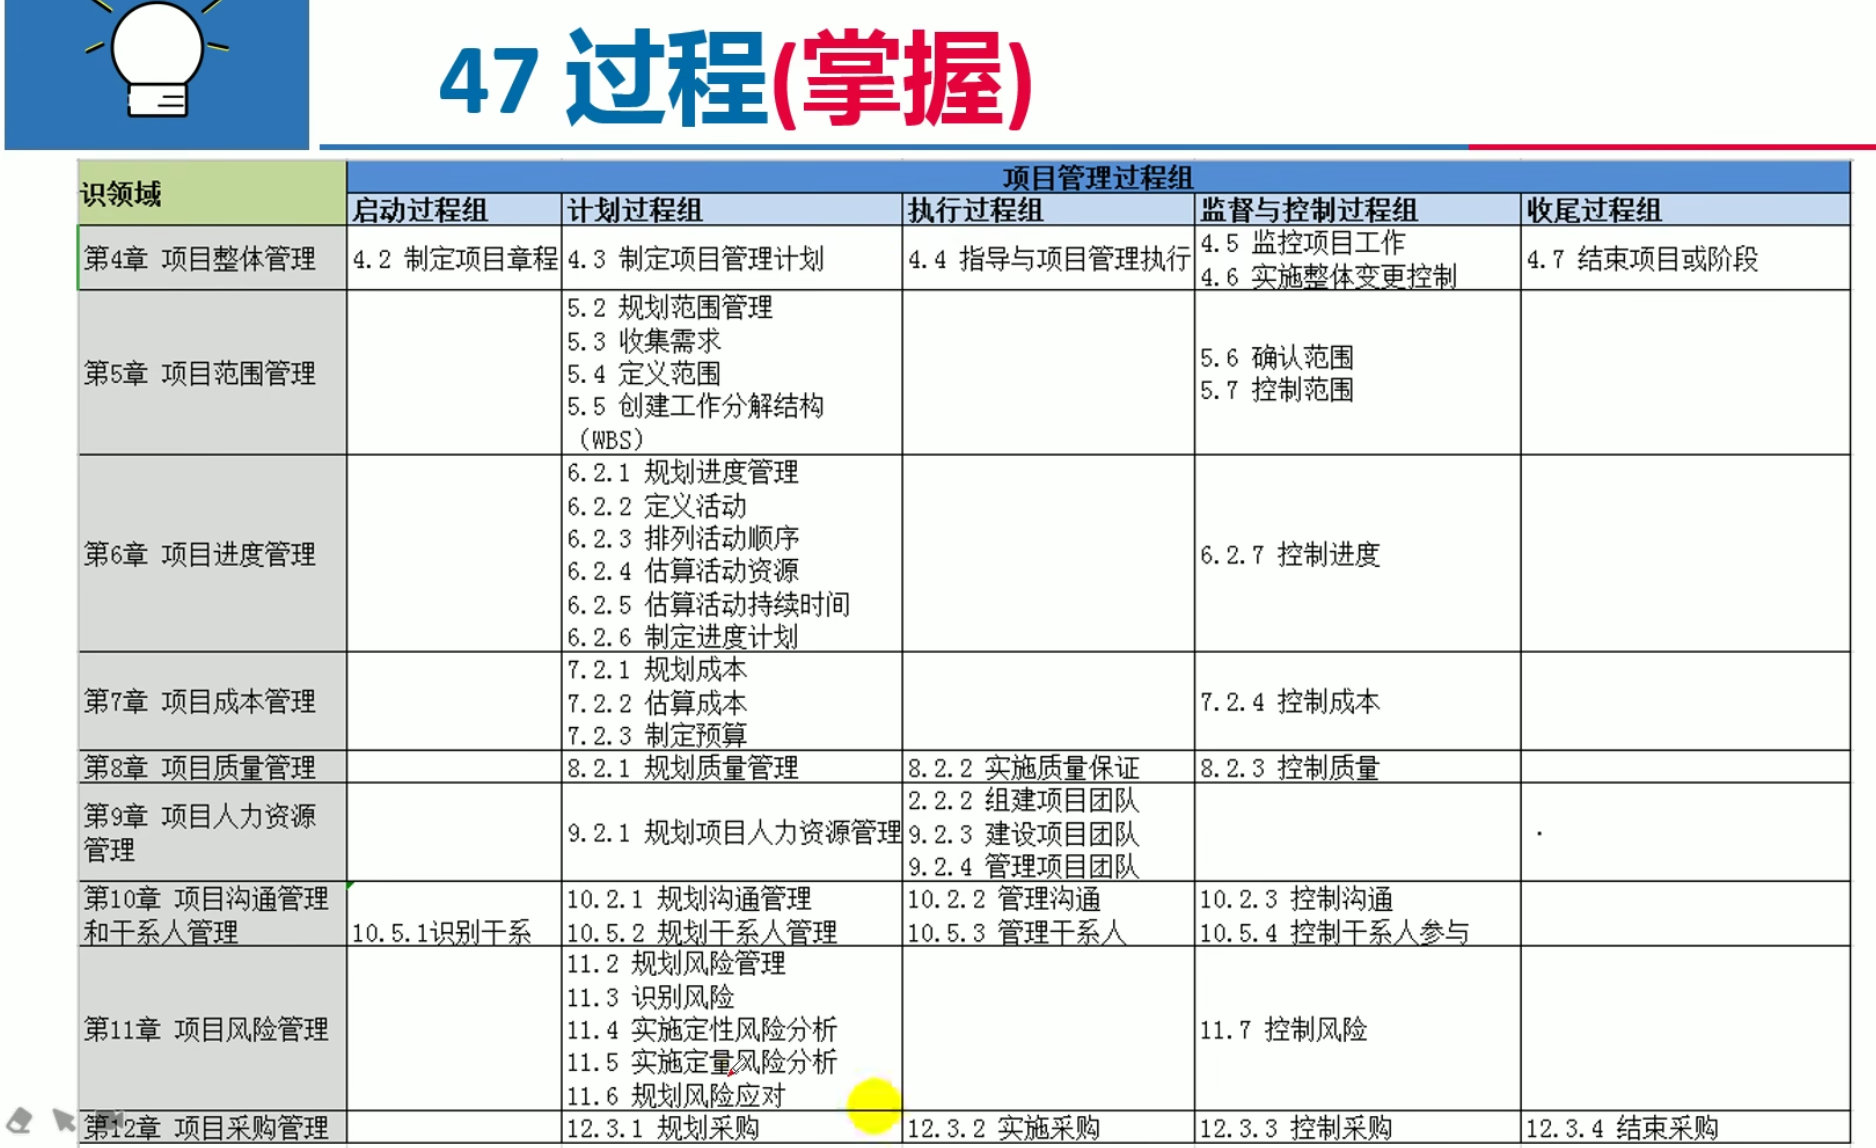 47 过程(掌握)
识领域
项目管理过程组
启动过程组
计划过程组
执行过程组
监督与控制过程组
收尾过程组
第4章 项目整体管理
4.2 制定项目章程
4.3 制定项目管理计划
4.4 指导与项目管理执行
4.5 监控项目工作
4.6 实施整体变更控制
4.7 结束项目或阶段
第5章 项目范围管理
5.2 规划范围管理
5.3 收集需求
5.4 定义范围
5.5 创建工作分解结构
（WBS）
5.6 确认范围
5.7 控制范围
第6章 项目进度管理
6.2.1 规划进度管理
6.2.2 定义活动
6.2.3 排列活动顺序
6.2.4 估算活动资源
6.2.5 估算活动持续时间
6.2.6 制定进度计划
6.2.7 控制进度
第7章 项目成本管理
7.2.1 规划成本
7.2.2 估算成本
7.2.3 制定预算
7.2.4 控制成本
第8章 项目质量管理
8.2.1 规划质量管理
8.2.2 实施质量保证
8.2.3 控制质量
第9章 项目人力资源
管理
9.2.1 规划项目人力资源管理
2.2.2 组建项目团队
9.2.3 建设项目团队
9.2.4 管理项目团队
第10章 项目沟通管理
和干系人管理
10.5.1识别干系
10.2.1 规划沟通管理
10.5.2 规划干系人管理
10.2.2 管理沟通
10.5.3 管理干系人
10.2.3 控制沟通
10.5.4 控制干系人参与
第11章 项目风险管理
11.2 规划风险管理
11.3 识别风险
11.4 实施定性风险分析
11.5 实施定量风险分析
11.6 规划风险应对
11.7 控制风险
第12章 项目采购管理
12.3.1 规划采购
12.3.2 实施采购
12.3.3 控制采购
12.3.4 结束采购